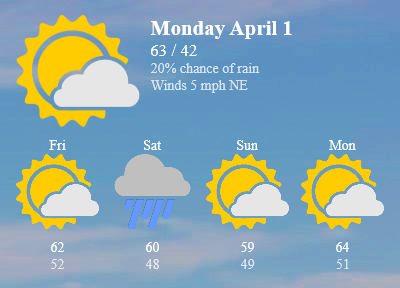 Monday April 1
63 / 42
20% chance of rain
Winds 5 mph NE
Fri Sat Sun Mon
62 60 59 64
52 48 49 51